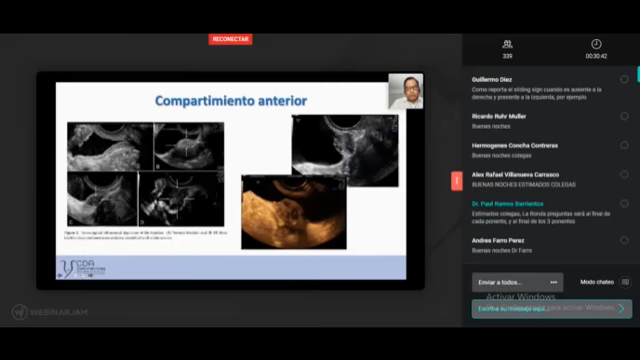 RECONECTAR
339
00:30:42
Compartimiento anterior
A
B
C
D
CDA
WEBINARJAM
Guillermo Diez
Como reporta el sliding sign cuando es ausente a la
derecha y presente a la izquierda, por ejemplo
Ricardo Ruhr Muller
Buenas noches
Hermogenes Concha Contreras
Buenas noches colegas
Alex Rafael Villanueva Carrasco
BUENAS NOCHES ESTIMADOS COLEGAS
Dr. Paul Ramos Barrientos
Estimados colegas, La Ronda preguntas será al final de
cada ponente, y al final de los 3 ponentes
Andres Farro Perez
Buenas noches Dr Farro
Enviar a todos...
Modo chateo
Activar Windows
Escribe su mensaje aquí...
para activar Windows.